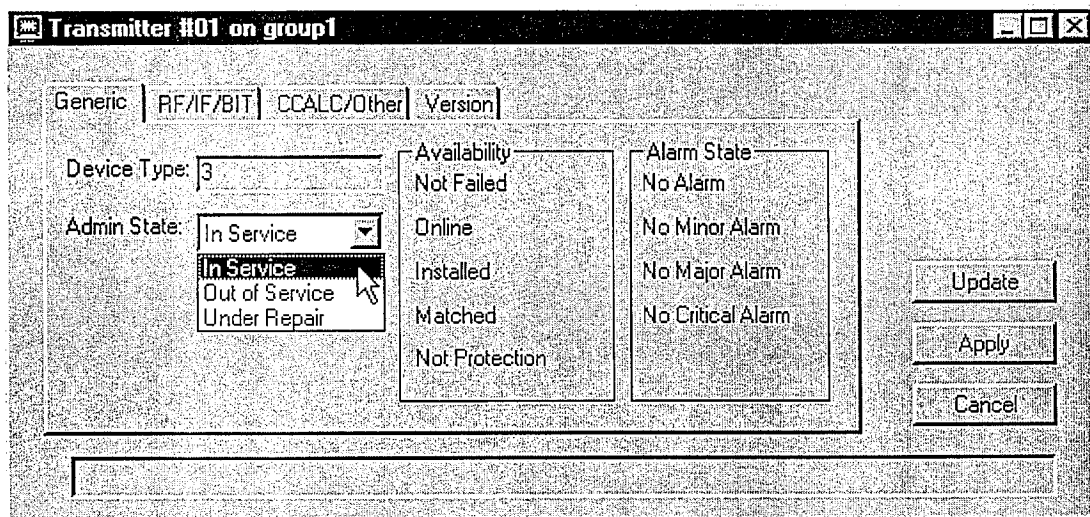 Transmitter #01 on group1
Generic RF/IF/BIT CCALC/Other Version
Device Type: 3
Admin State: In Service
In Service
Out of Service
Under Repair
Availability
Not Failed
Online
Installed
Matched
Not Protection
Alarm State
No Alarm
No Minor Alarm
No Major Alarm
No Critical Alarm
Update
Apply
Cancel